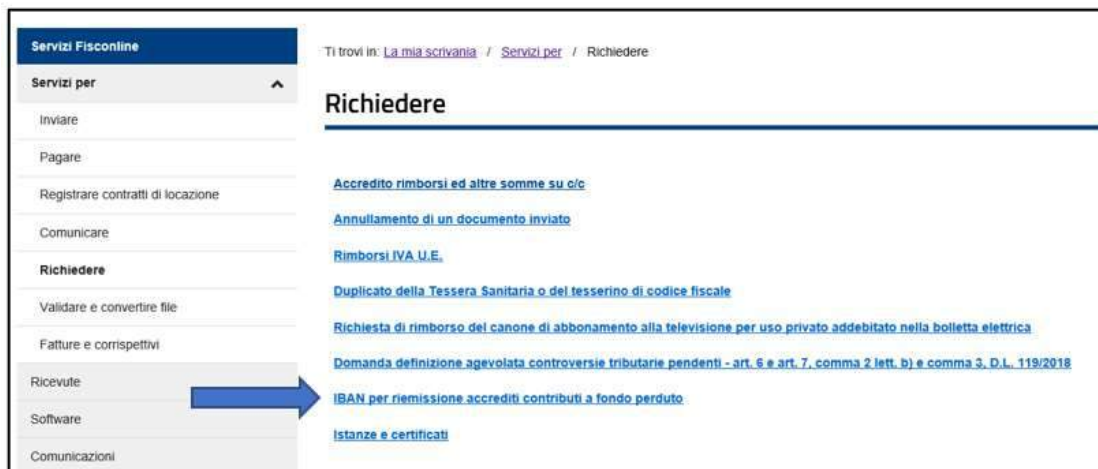 Servizi Fisconline
Servizi per
Inviare
Pagare
Registrare contratti di locazione
Comunicare
Richiedere
Validare e convertire file
Fatture e corrispettivi
Ricevute
Software
Comunicazioni
Ti trovi in: La mia scrivania / Servizi per / Richiedere
Richiedere
Accredito rimborsi ed altre somme su c/c
Annullamento di un documento inviato
Rimborsi IVA U.E.
Duplicato della Tessera Sanitaria o del tesserino di codice fiscale
Richiesta di rimborso del canone di abbonamento alla televisione per uso privato addebitato nella bolletta elettrica
Domanda definizione agevolata controversie tributarie pendenti - art. 6 e art. 7, comma 2 lett. b) e comma 3, D.L. 119/2018
IBAN per riemissione accrediti contributi a fondo perduto
Istanze e certificati